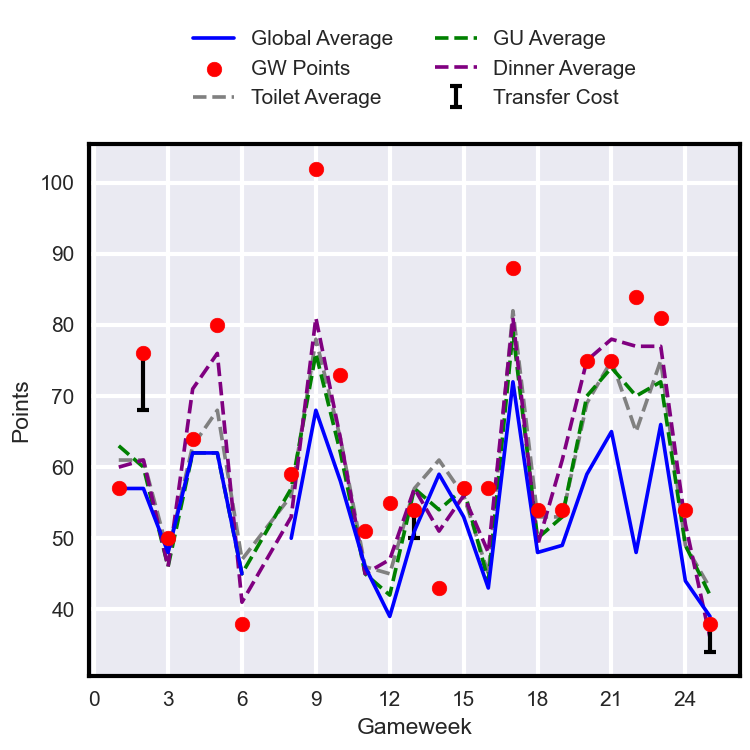 Global Average
GW Points
Toilet Average
GU Average
Dinner Average
Transfer Cost
100
90
80
70
60
50
40
Points
0 3 6 9 12 15 18 21 24
Gameweek